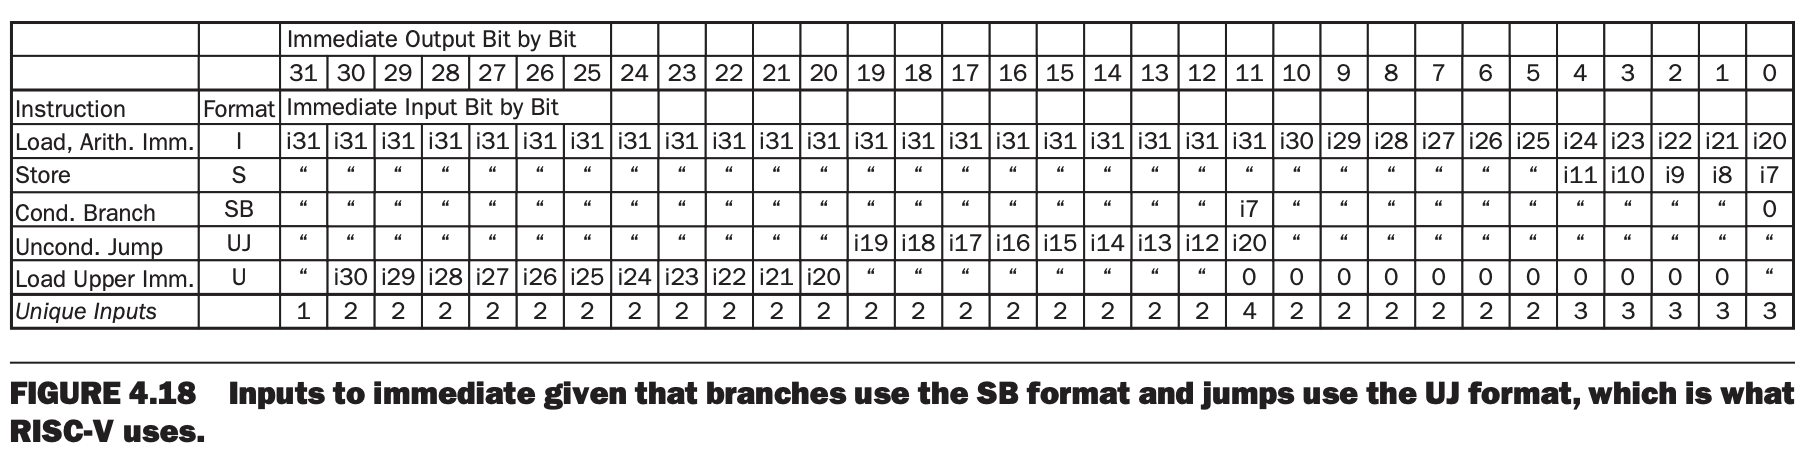 Immediate Output Bit by Bit
31 30 29 28 27 26 25 24 23 22 21 20 19 18 17 16 15 14 13 12 11 10 9 8 7 6 5 4 3 2 1 0
Instruction Format Immediate Input Bit by Bit
Load, Arith. Imm. I i31 i31 i31 i31 i31 i31 i31 i31 i31 i31 i31 i31 i31 i31 i31 i31 i31 i31 i31 i31 i31 i30 i29 i28 i27 i26 i25 i24 i23 i22 i21 i20
Store S “ “ “ “ “ “ “ “ “ “ “ “ “ “ “ “ “ “ “ “ “ “ “ “ “ “ “ i11 i10 i9 i8 i7
Cond. Branch SB “ “ “ “ “ “ “ “ “ “ “ “ “ “ “ “ “ “ “ “ i7 “ “ “ “ “ “ “ “ “ “ 0
Uncond. Jump UJ “ “ “ “ “ “ “ “ “ “ “ “ i19 i18 i17 i16 i15 i14 i13 i12 i20 “ “ “ “ “ “ “ “ “ “ “
Load Upper Imm. U “ i30 i29 i28 i27 i26 i25 i24 i23 i22 i21 i20 “ “ “ “ “ “ “ “ 0 0 0 0 0 0 0 0 0 0 0 “
Unique Inputs 1 2 2 2 2 2 2 2 2 2 2 2 2 2 2 2 2 2 2 2 4 2 2 2 2 2 2 3 3 3 3 3
FIGURE 4.18 Inputs to immediate given that branches use the SB format and jumps use the UJ format, which is what
RISC-V uses.